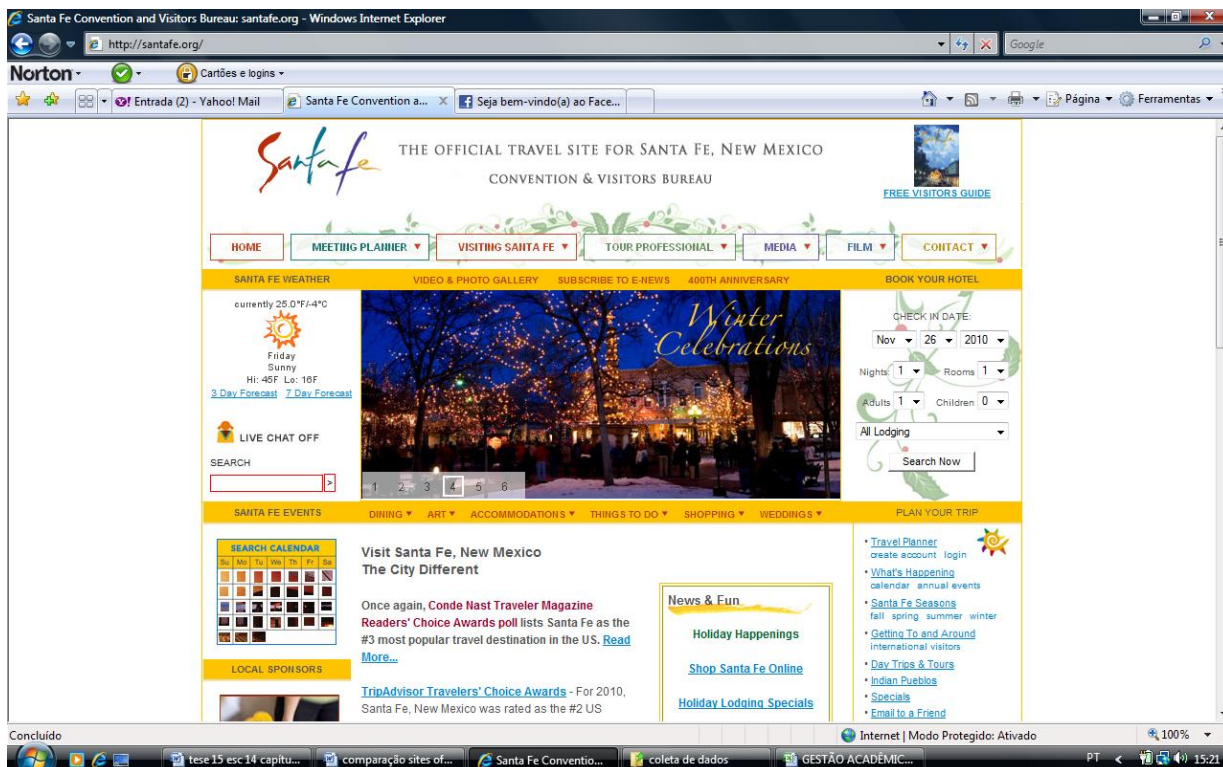 Santa Fe Convention and Visitors Bureau: santafe.org - Windows Internet Explorer
http://santafe.org/
Google
Norton
Cartões e logins
Entrada (2) - Yahoo! Mail
Santa Fe Convention a...
Seja bem-vindo(a) ao Face...
Página
Ferramentas
Santa fe
THE OFFICIAL TRAVEL SITE FOR SANTA FE, NEW MEXICO
CONVENTION & VISITORS BUREAU
FREE VISITORS GUIDE
HOME
MEETING PLANNER
VISITING SANTA FE
TOUR PROFESSIONAL
MEDIA
FILM
CONTACT
SANTA FE WEATHER
VIDEO & PHOTO GALLERY
SUBSCRIBE TO E-NEWS
400TH ANNIVERSARY
BOOK YOUR HOTEL
currently 25.0°F/-4°C
Friday
Sunny
Hi: 45F Lo: 16F
3 Day Forecast 7 Day Forecast
LIVE CHAT OFF
SEARCH
>
Winter
Celebrations
1 2 3 4 5 6
CHECK IN DATE:
Nov 26 2010
Nights 1 Rooms 1
Adults 1 Children 0
All Lodging
Search Now
SANTA FE EVENTS
DINING
ART
ACCOMMODATIONS
THINGS TO DO
SHOPPING
WEDDINGS
PLAN YOUR TRIP
SEARCH CALENDAR
Su Mo Tu We Th Fr Sa
LOCAL SPONSORS
Visit Santa Fe, New Mexico
The City Different
Once again, Conde Nast Traveler Magazine
Readers' Choice Awards poll lists Santa Fe as the
#3 most popular travel destination in the US. Read
More...
TripAdvisor Travelers' Choice Awards - For 2010,
Santa Fe, New Mexico was rated as the #2 US
News & Fun
Holiday Happenings
Shop Santa Fe Online
Holiday Lodging Specials
• Travel Planner
create account login
• What's Happening
calendar annual events
• Santa Fe Seasons
fall spring summer winter
• Getting To and Around
international visitors
• Day Trips & Tours
• Indian Pueblos
• Specials
• Email to a Friend
Concluído
Internet | Modo Protegido: Ativado
100%
tese 15 esc 14 capítu...
comparação sites of...
Santa Fe Conventio...
coleta de dados
GESTÃO ACADÊMIC...
PT
15:21